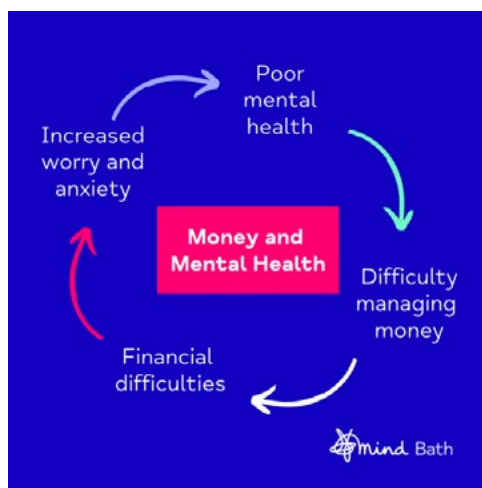 Poor
mental
health
Increased
worry and
anxiety
Money and
Mental Health
Difficulty
managing
money
Financial
difficulties
mind Bath